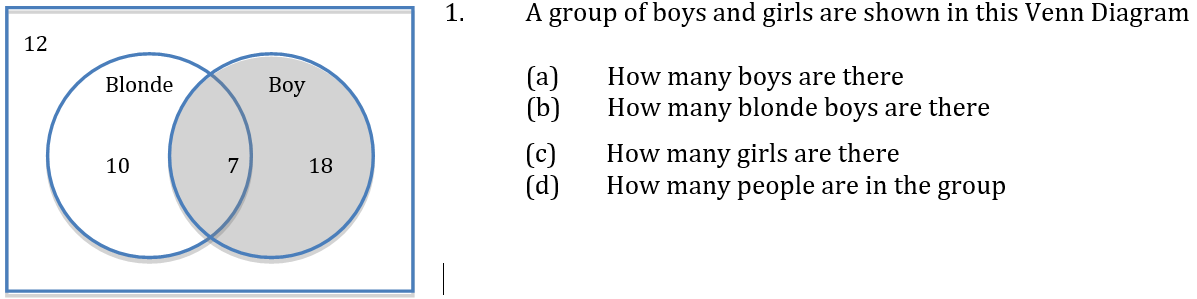 12
Blonde
Boy
10
7
18
1. A group of boys and girls are shown in this Venn Diagram
(a) How many boys are there
(b) How many blonde boys are there
(c) How many girls are there
(d) How many people are in the group